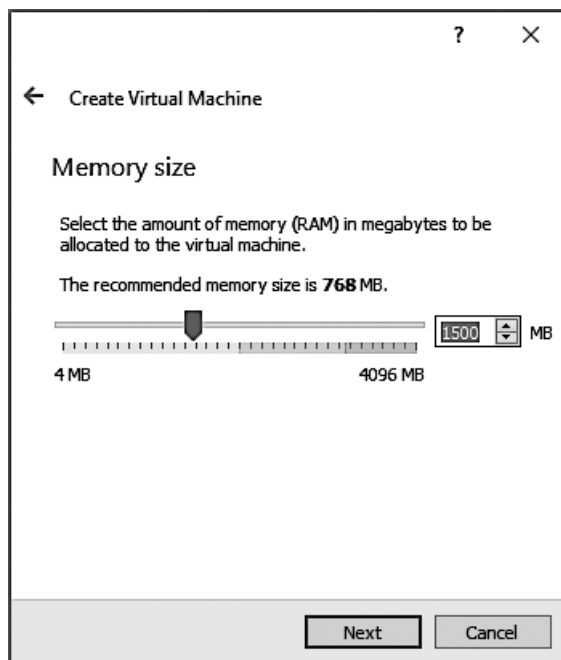 ?
Create Virtual Machine
Memory size
Select the amount of memory (RAM) in megabytes to be
allocated to the virtual machine.
The recommended memory size is 768 MB.
1500 MB
4 MB 4096 MB
Next Cancel